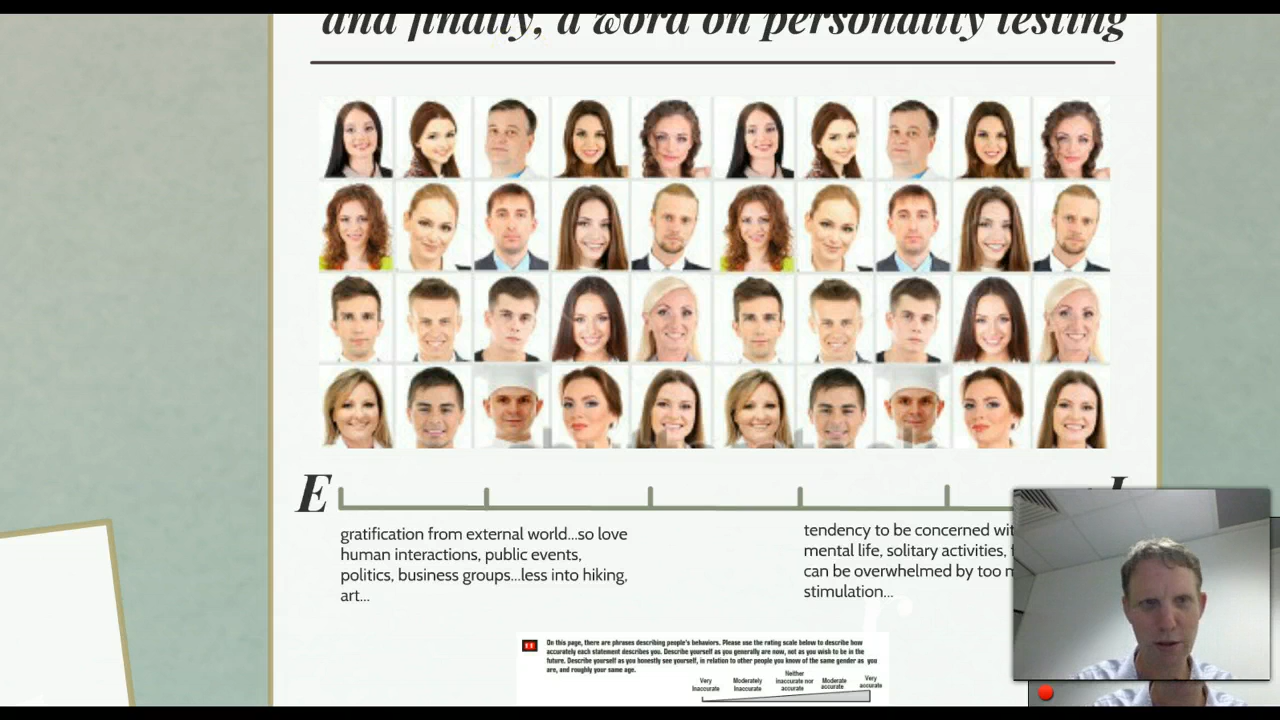 and finally, a word on personality testing
shutterstock
E
I
gratification from external world...so love
human interactions, public events,
politics, business groups...less into hiking,
art...
tendency to be concerned wit
mental life, solitary activities,
can be overwhelmed by too
stimulation...
On this page, there are phrases describing people's behaviors. Please use the rating scale below to describe how
accurately each statement describes you. Describe yourself as you generally are now, not as you wish to be in the
future. Describe yourself as you honestly see yourself, in relation to other people you know of the same gender as you
are, and roughly your same age.
Very
Inaccurate
Moderately
Inaccurate
Neither
inaccurate nor
accurate
Moderate
accurate
Very
accurate